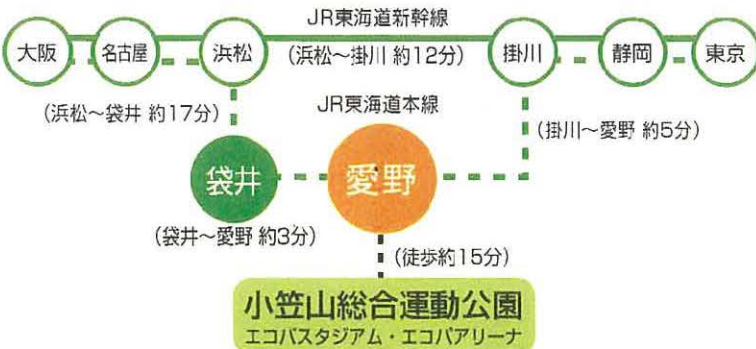 JR東海道新幹線
大阪 名古屋 浜松 (浜松〜掛川 約12分) 掛川 静岡 東京
(浜松〜袋井 約17分)
JR東海道本線
(掛川〜愛野 約5分)
袋井 愛野
(袋井〜愛野 約3分)
(徒歩約15分)
小笠山総合運動公園
エコパスタジアム・エコパアリーナ